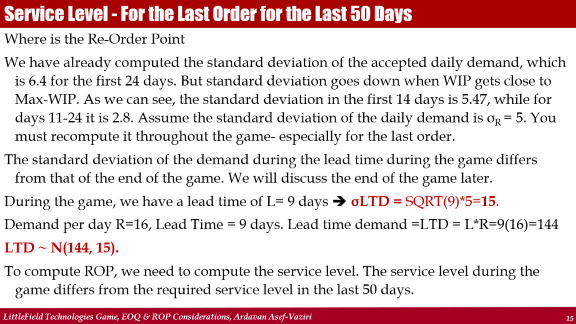 Service Level - For the Last Order for the Last 50 Days
Where is the Re-Order Point
We have already computed the standard deviation of the accepted daily demand, which
is 6.4 for the first 24 days. But standard deviation goes down when WIP gets close to
Max-WIP. As we can see, the standard deviation in the first 14 days is 5.47, while for
days 11-24 it is 2.8. Assume the standard deviation of the daily demand is σR = 5. You
must recompute it throughout the game- especially for the last order.
The standard deviation of the demand during the lead time during the game differs
from that of the end of the game. We will discuss the end of the game later.
During the game, we have a lead time of L= 9 days ➔ σLTD = SQRT(9)*5=15.
Demand per day R=16, Lead Time = 9 days. Lead time demand =LTD = L*R=9(16)=144
LTD ~ N(144, 15).
To compute ROP, we need to compute the service level. The service level during the
game differs from the required service level in the last 50 days.
LittleField Technologies Game, EOQ & ROP Considerations, Ardavan Asef-Vaziri
15